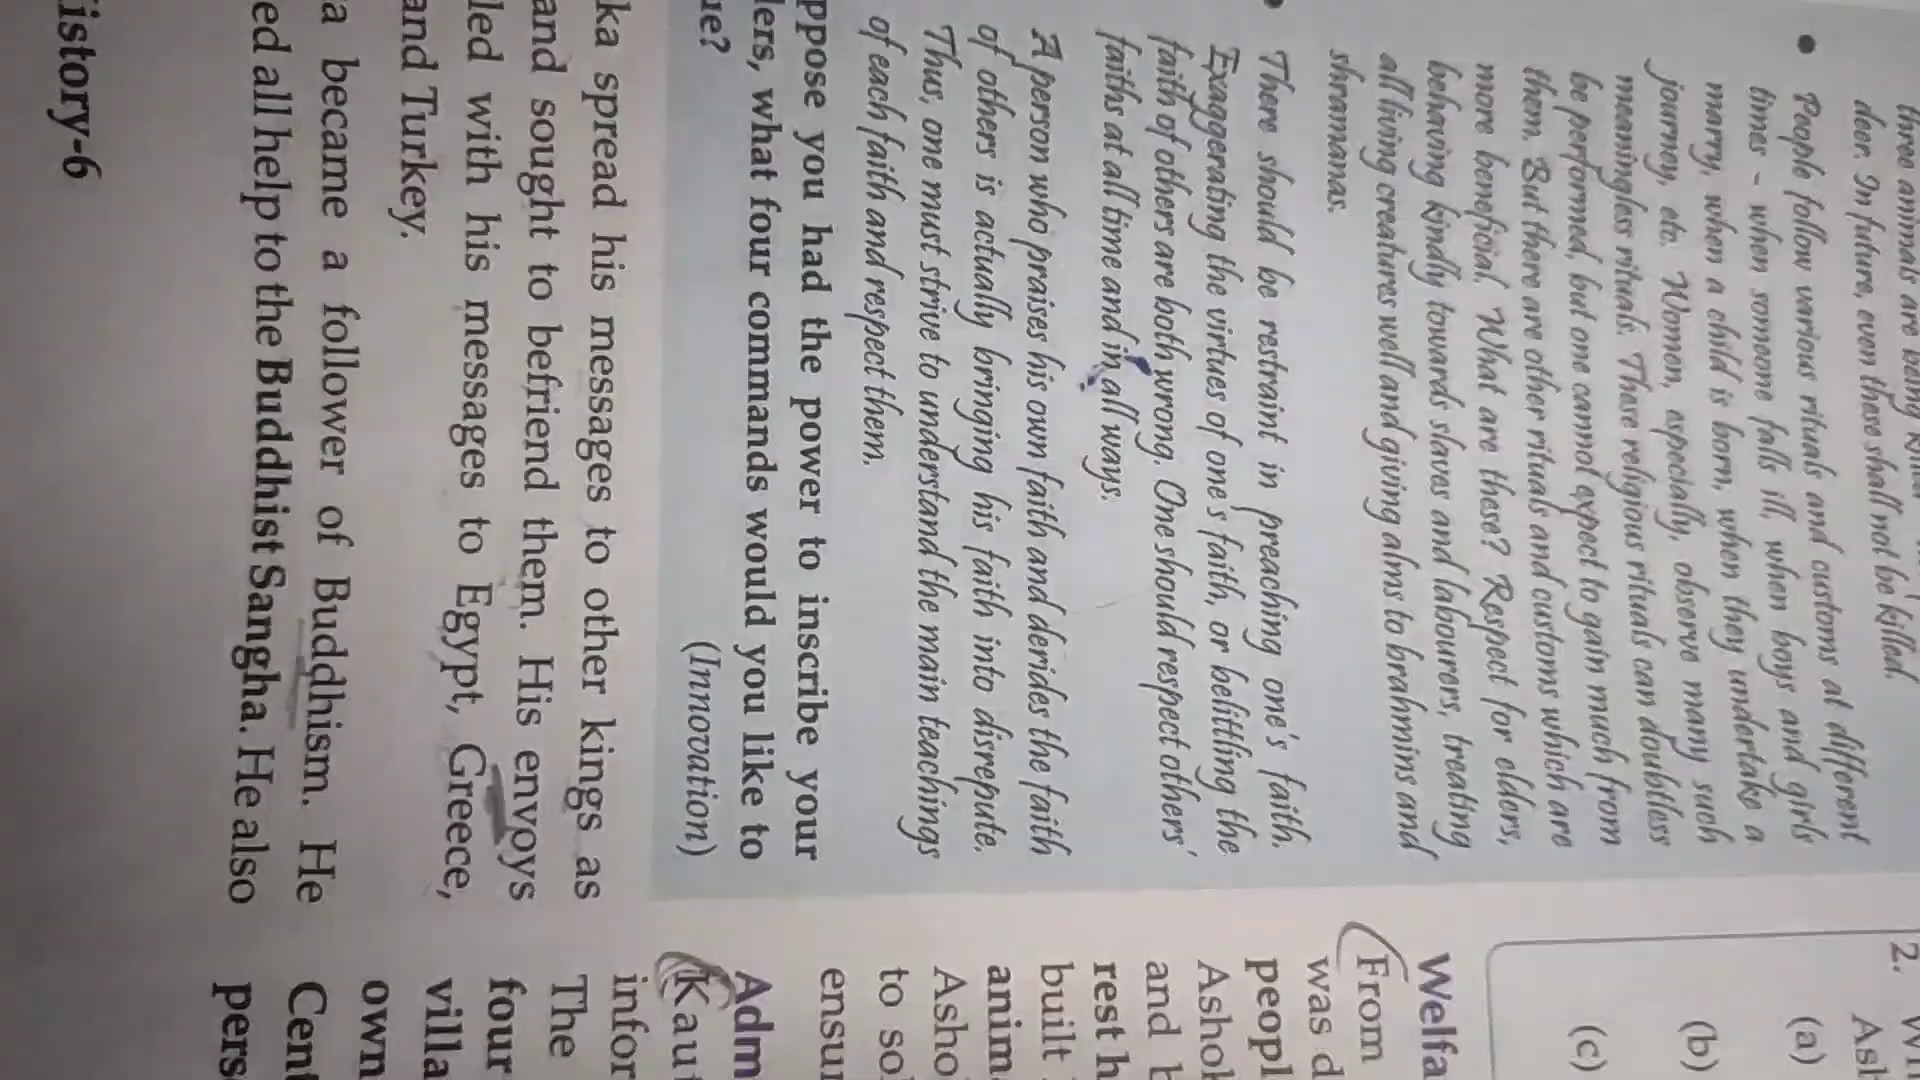 three animals are being
deer. In future, even these shall not be killed.
• People follow various rituals and customs at different
times - when someone falls ill, when boys and girls
marry, when a child is born, when they undertake a
journey, etc. Women, especially, observe many such
meaningless rituals. These religious rituals can doubtless
be performed, but one cannot expect to gain much from
them. But there are other rituals and customs which are
more beneficial. What are these? Respect for elders,
behaving kindly towards slaves and labourers, treating
all living creatures well and giving alms to brahmins and
shramanas.
• There should be restraint in preaching one's faith.
Exaggerating the virtues of one's faith, or belittling the
faith of others are both wrong. One should respect others'
faiths at all time and in all ways.
A person who praises his own faith and derides the faith
of others is actually bringing his faith into disrepute.
Thus, one must strive to understand the main teachings
of each faith and respect them.
ppose you had the power to inscribe your
ders, what four commands would you like to
ue?
(Innovation)
ka spread his messages to other kings as
and sought to befriend them. His envoys
led with his messages to Egypt, Greece,
and Turkey.
a became a follower of Buddhism. He
ed all help to the Buddhist Sangha. He also
istory-6
2.
(a)
(b)
(c)
Welfa
From
was d
peopl
Ashok
and b
rest h
built
anim
Asho
to so
ensu
Adm
Kaut
infor
The
four
villa
own
Cent
pers